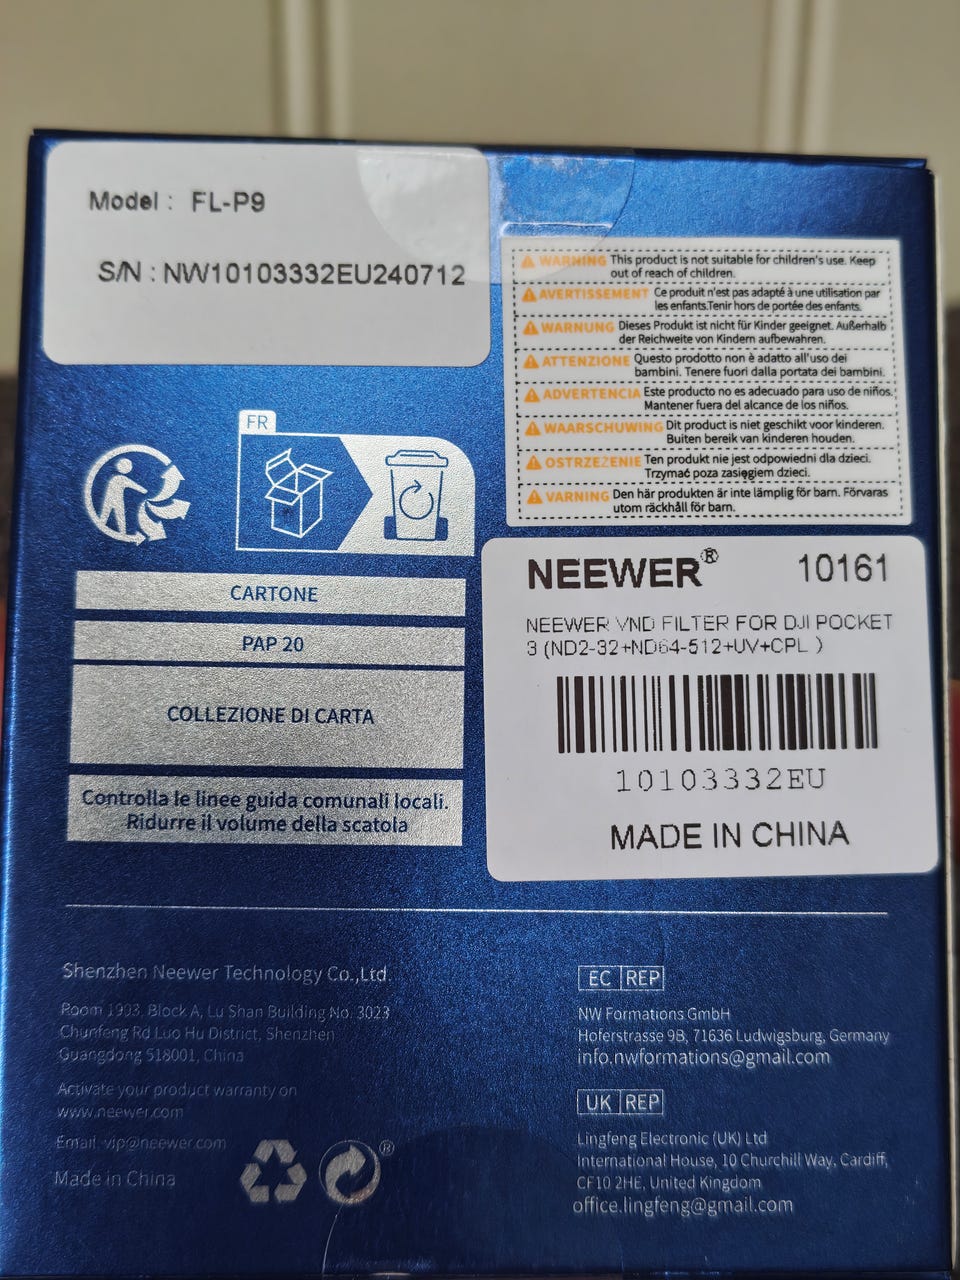 Model : FL-P9
S/N : NW10103332EU240712
WARNING This product is not suitable for children's use. Keep
out of reach of children.
AVERTISSEMENT Ce produit n'est pas adapté à une utilisation par
les enfants.Tenir hors de portée des enfants.
WARNUNG Dieses Produkt ist nicht für Kinder geeignet. Außerhalb
der Reichweite von Kindern aufbewahren.
ATTENZIONE Questo prodotto non è adatto all'uso dei
bambini. Tenere fuori dalla portata dei bambini.
ADVERTENCIA Este producto no es adecuado para uso de niños.
Mantener fuera del alcance de los niños.
WAARSCHUWING Dit product is niet geschikt voor kinderen.
Buiten bereik van kinderen houden.
OSTRZEŻENIE Ten produkt nie jest odpowiedni dla dzieci.
Trzymać poza zasięgiem dzieci.
VARNING Den här produkten är inte lämplig för barn. Förvaras
utom räckhåll för barn.
FR
CARTONE
PAP 20
COLLEZIONE DI CARTA
Controlla le linee guida comunali locali.
Ridurre il volume della scatola
NEEWER® 10161
NEEWER VND FILTER FOR DJI POCKET
3 (ND2-32+ND64-512+UV+CPL )
10103332EU
MADE IN CHINA
Shenzhen Neewer Technology Co.,Ltd.
Room 1903, Block A, Lu Shan Building No. 3023
Chunfeng Rd Luo Hu District, Shenzhen
Guangdong 518001, China
Activate your product warranty on
www.neewer.com
Email: vip@neewer.com
Made in China
®
EC REP
NW Formations GmbH
Hoferstrasse 9B, 71636 Ludwigsburg, Germany
info.nwformations@gmail.com
UK REP
Lingfeng Electronic (UK) Ltd
International House, 10 Churchill Way, Cardiff,
CF10 2HE, United Kingdom
office.lingfeng@gmail.com